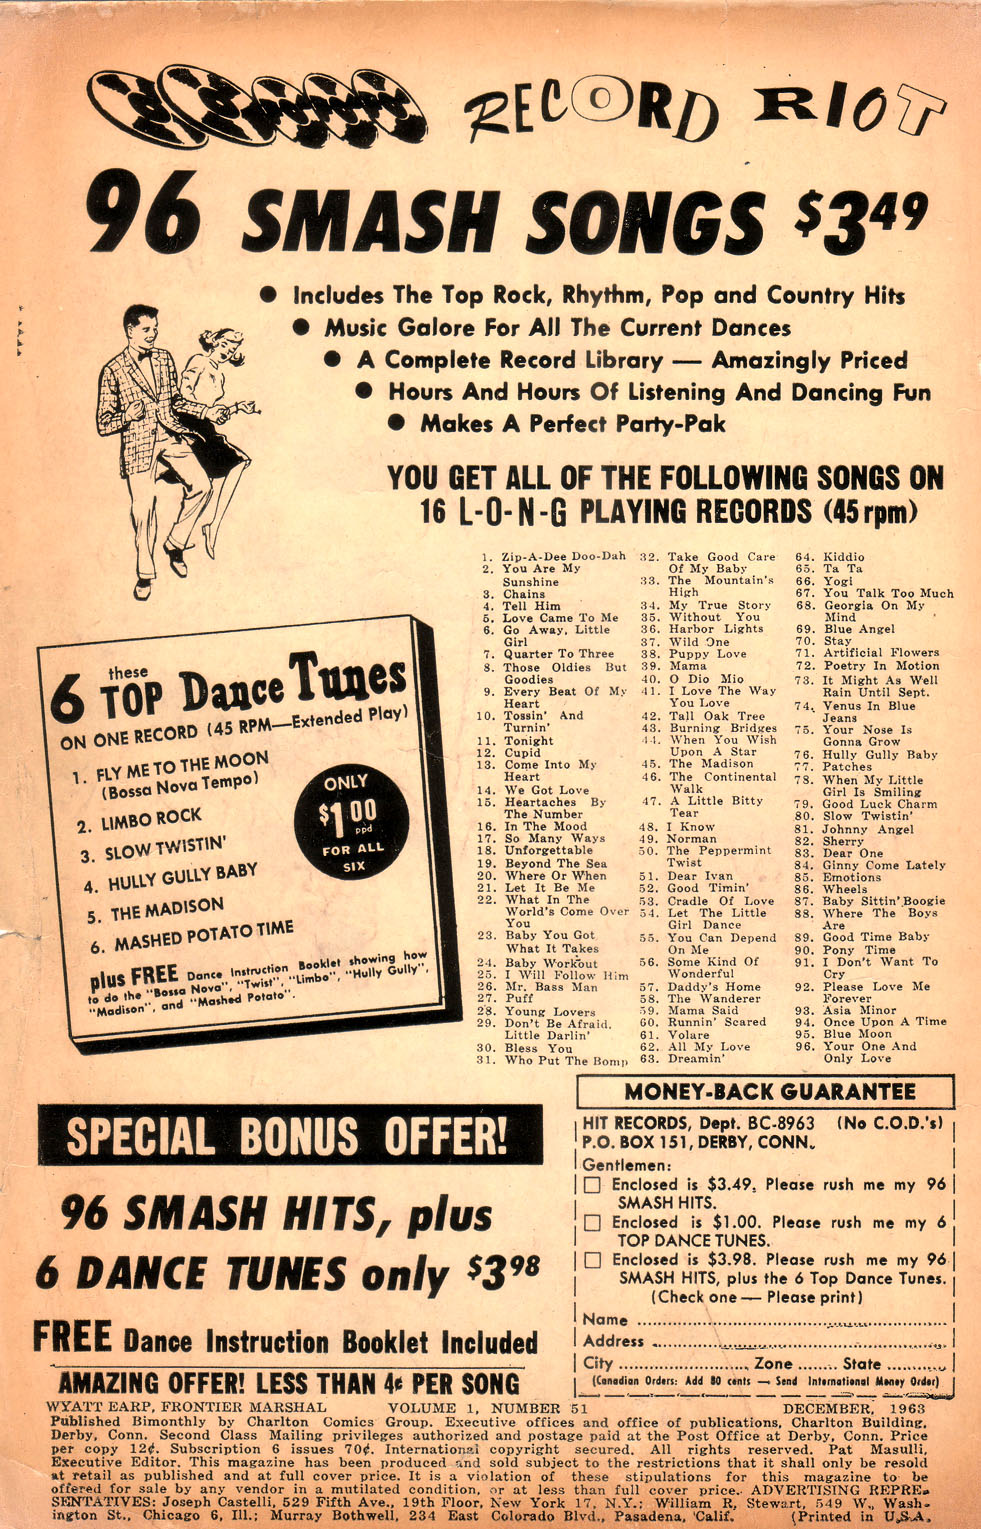 RECORD RIOT
96 SMASH SONGS $3.49
● Includes The Top Rock, Rhythm, Pop and Country Hits
● Music Galore For All The Current Dances
● A Complete Record Library — Amazingly Priced
● Hours And Hours Of Listening And Dancing Fun
● Makes A Perfect Party-Pak
YOU GET ALL OF THE FOLLOWING SONGS ON
16 L-O-N-G PLAYING RECORDS (45 rpm)
1. Zip-A-Dee Doo-Dah
2. You Are My
Sunshine
3. Chains
4. Tell Him
5. Love Came To Me
6. Go Away, Little
Girl
7. Quarter To Three
8. Those Oldies But
Goodies
9. Every Beat Of My
Heart
10. Tossin' And
Turnin'
11. Tonight
12. Cupid
13. Come Into My
Heart
14. We Got Love
15. Heartaches By
The Number
16. In The Mood
17. So Many Ways
18. Unforgettable
19. Beyond The Sea
20. Where Or When
21. Let It Be Me
22. What In The
World's Come Over
You
23. Baby You Got
What It Takes
24. Baby Workout
25. I Will Follow Him
26. Mr. Bass Man
27. Puff
28. Young Lovers
29. Don't Be Afraid,
Little Darlin'
30. Bless You
31. Who Put The Bomp
32. Take Good Care
Of My Baby
33. The Mountain's
High
34. My True Story
35. Without You
36. Harbor Lights
37. Wild One
38. Puppy Love
39. Mama
40. O Dio Mio
41. I Love The Way
You Love
42. Tall Oak Tree
43. Burning Bridges
44. When You Wish
Upon A Star
45. The Madison
46. The Continental
Walk
47. A Little Bitty
Tear
48. I Know
49. Norman
50. The Peppermint
Twist
51. Dear Ivan
52. Good Timin'
53. Cradle Of Love
54. Let The Little
Girl Dance
55. You Can Depend
On Me
56. Some Kind Of
Wonderful
57. Daddy's Home
58. The Wanderer
59. Mama Said
60. Runnin' Scared
61. Volare
62. All My Love
63. Dreamin'
64. Kiddio
65. Ta Ta
66. Yogi
67. You Talk Too Much
68. Georgia On My
Mind
69. Blue Angel
70. Stay
71. Artificial Flowers
72. Poetry In Motion
73. It Might As Well
Rain Until Sept.
74. Venus In Blue
Jeans
75. Your Nose Is
Gonna Grow
76. Hully Gully Baby
77. Patches
78. When My Little
Girl Is Smiling
79. Good Luck Charm
80. Slow Twistin'
81. Johnny Angel
82. Sherry
83. Dear One
84. Ginny Come Lately
85. Emotions
86. Wheels
87. Baby Sittin' Boogie
88. Where The Boys
Are
89. Good Time Baby
90. Pony Time
91. I Don't Want To
Cry
92. Please Love Me
Forever
93. Asia Minor
94. Once Upon A Time
95. Blue Moon
96. Your One And
Only Love
6 these
TOP Dance Tunes
ON ONE RECORD (45 RPM—Extended Play)
1. FLY ME TO THE MOON
(Bossa Nova Tempo)
2. LIMBO ROCK
3. SLOW TWISTIN'
4. HULLY GULLY BABY
5. THE MADISON
6. MASHED POTATO TIME
ONLY
$1.00
ppd
FOR ALL
SIX
plus FREE Dance Instruction Booklet showing how
to do the "Bossa Nova", "Twist", "Limbo", "Hully Gully",
"Madison", and "Mashed Potato".
SPECIAL BONUS OFFER!
96 SMASH HITS, plus
6 DANCE TUNES only $3.98
FREE Dance Instruction Booklet Included
AMAZING OFFER! LESS THAN 4¢ PER SONG
MONEY-BACK GUARANTEE
HIT RECORDS, Dept. BC-8963 (No C.O.D.'s)
P.O. BOX 151, DERBY, CONN.
Gentlemen:
□ Enclosed is $3.49. Please rush me my 96
SMASH HITS.
□ Enclosed is $1.00. Please rush me my 6
TOP DANCE TUNES.
□ Enclosed is $3.98. Please rush me my 96
SMASH HITS, plus the 6 Top Dance Tunes.
(Check one — Please print)
Name ..........
Address ..........
City .......... Zone ....... State ..........
(Canadian Orders: Add 80 cents — Send International Money Order)
WYATT EARP, FRONTIER MARSHAL VOLUME 1, NUMBER 51 DECEMBER, 1963
Published Bimonthly by Charlton Comics Group. Executive offices and office of publications, Charlton Building,
Derby, Conn. Second Class Mailing privileges authorized and postage paid at the Post Office at Derby, Conn. Price
per copy 12¢. Subscription 6 issues 70¢. International copyright secured. All rights reserved. Pat Masulli,
Executive Editor. This magazine has been produced and sold subject to the restrictions that it shall only be resold
at retail as published and at full cover price. It is a violation of these stipulations for this magazine to be
offered for sale by any vendor in a mutilated condition, or at less than full cover price. ADVERTISING REPRE-
SENTATIVES: Joseph Castelli, 529 Fifth Ave., 19th Floor, New York 17, N.Y.; William R. Stewart, 549 W. Wash-
ington St., Chicago 6, Ill.; Murray Bothwell, 234 East Colorado Blvd., Pasadena, Calif. (Printed in U.S.A.